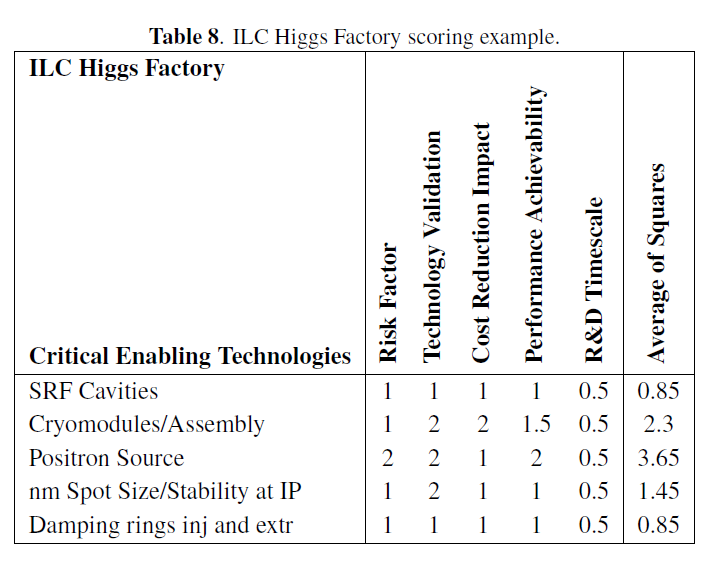 Table 8. ILC Higgs Factory scoring example.
ILC Higgs Factory
Critical Enabling Technologies Risk Factor Technology Validation Cost Reduction Impact Performance Achievability R&D Timescale Average of Squares
SRF Cavities 1 1 1 1 0.5 0.85
Cryomodules/Assembly 1 2 2 1.5 0.5 2.3
Positron Source 2 2 1 2 0.5 3.65
nm Spot Size/Stability at IP 1 2 1 1 0.5 1.45
Damping rings inj and extr 1 1 1 1 0.5 0.85